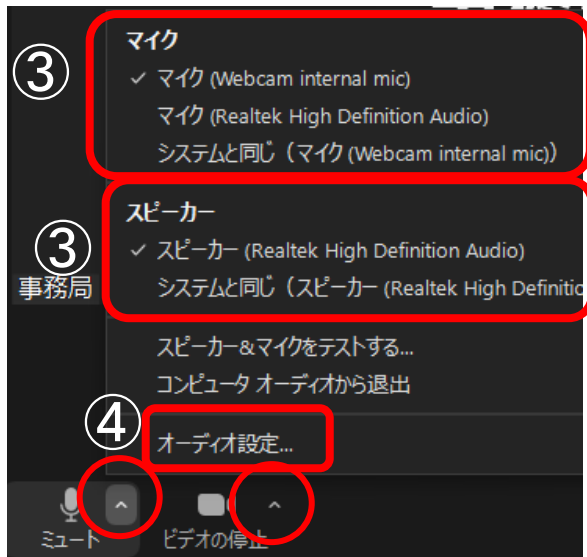 ③
マイク
✓ マイク (Webcam internal mic)
マイク (Realtek High Definition Audio)
システムと同じ（マイク (Webcam internal mic)）
③
スピーカー
✓ スピーカー (Realtek High Definition Audio)
事務局
システムと同じ（スピーカー (Realtek High Definitio
スピーカー&マイクをテストする...
コンピュータ オーディオから退出
④
オーディオ設定...
ミュート
ビデオの停止